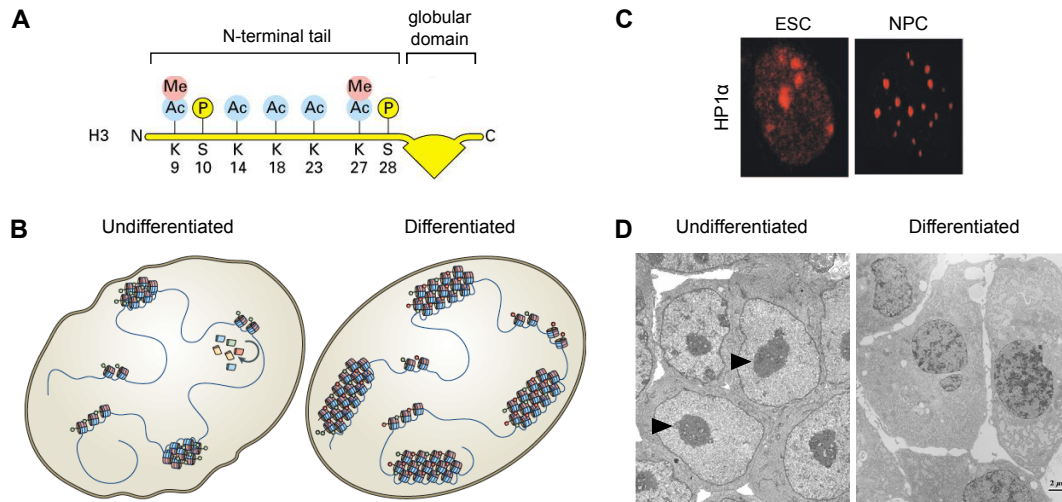 A
N-terminal tail
globular
domain
Me
Me
Ac
P
Ac
Ac
Ac
Ac
P
H3
N
C
K
S
K
K
K
K
S
9
10
14
18
23
27
28
B
Undifferentiated
Differentiated
C
ESC
NPC
HP1α
D
Undifferentiated
Differentiated